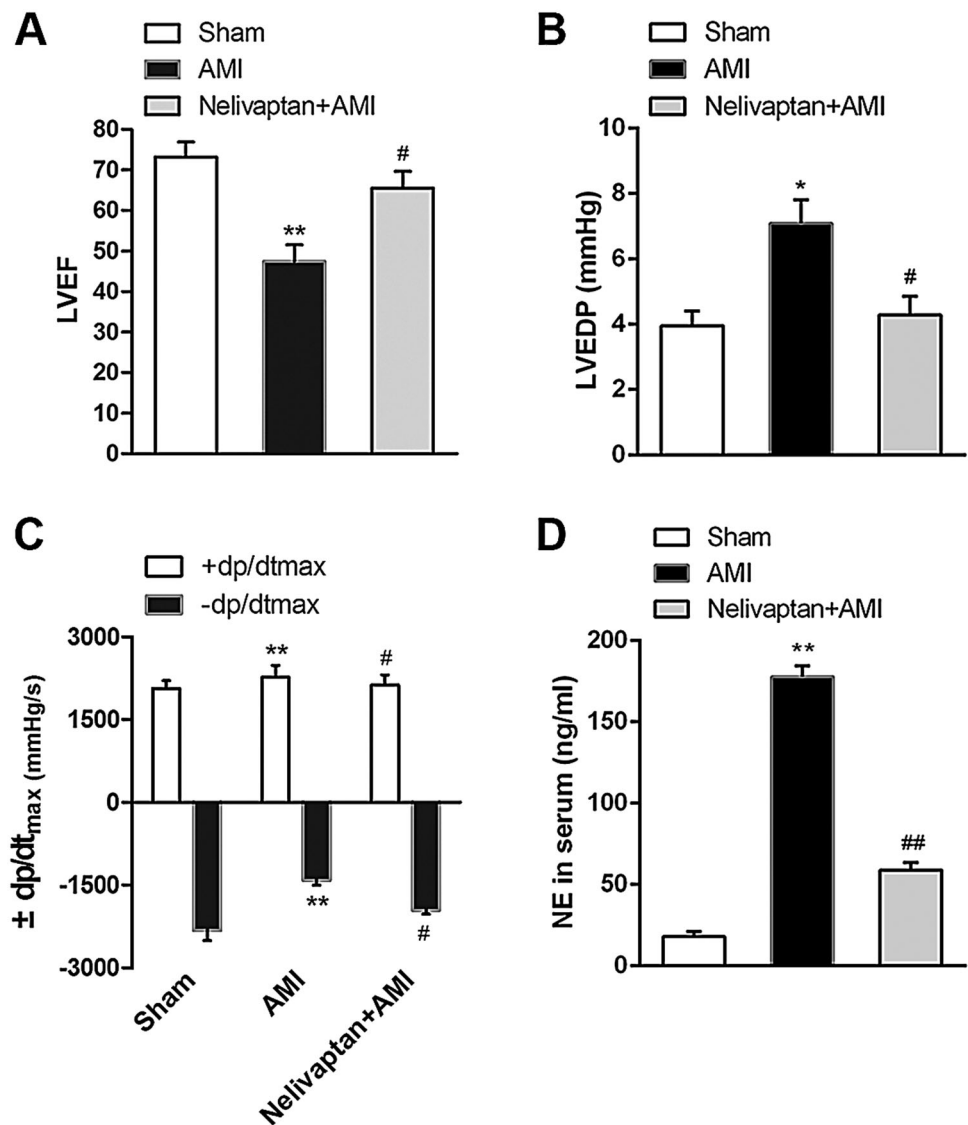 A
Sham
AMI
Nelivaptan+AMI
LVEF
80
70
60
50
40
30
20
10
0
**
#
B
Sham
AMI
Nelivaptan+AMI
LVEDP (mmHg)
10
8
6
4
2
0
*
#
C
+dp/dtmax
-dp/dtmax
± dp/dtmax (mmHg/s)
3000
1500
0
-1500
-3000
**
#
**
#
Sham
AMI
Nelivaptan+AMI
D
Sham
AMI
Nelivaptan+AMI
NE in serum (ng/ml)
200
150
100
50
0
**
##